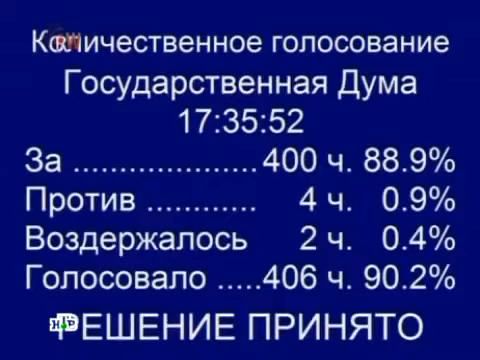 Количественное голосование
Государственная Дума
17:35:52
За ..................... 400 ч. 88.9%
Против ............ 4 ч. 0.9%
Воздержалось 2 ч. 0.4%
Голосовало ..... 406 ч. 90.2%
НТВ
РЕШЕНИЕ ПРИНЯТО